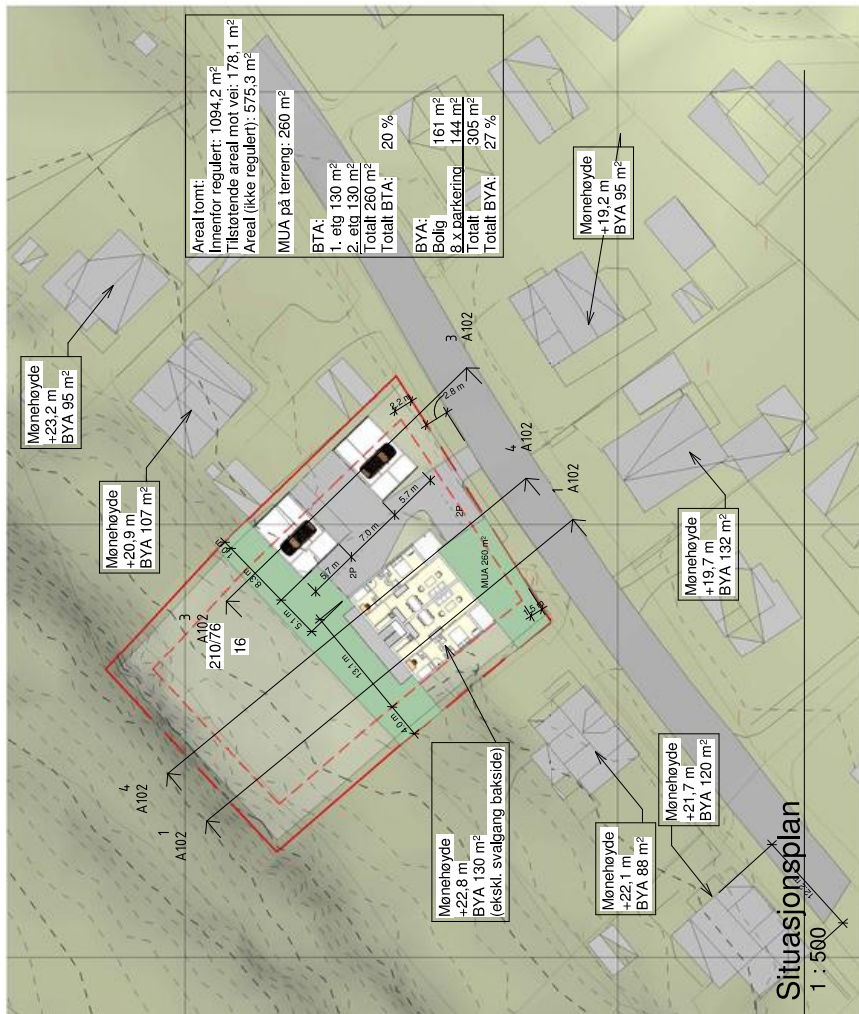 Areal tomt:
Innenfor regulert: 1094,2 m²
Tilstøtende areal mot vei: 178,1 m²
Areal (ikke regulert): 575,3 m²
MUA på terreng: 260 m²
BTA:
1. etg 130 m²
2. etg 130 m²
Totalt 260 m²
Totalt BTA: 20 %
BYA:
Bolig 161 m²
8 x parkering 144 m²
Totalt 305 m²
Totalt BYA: 27 %
Mønehøyde
+23,2 m
BYA 95 m²
Mønehøyde
+20,9 m
BYA 107 m²
Mønehøyde
+19,2 m
BYA 95 m²
Mønehøyde
+19,7 m
BYA 132 m²
Mønehøyde
+22,8 m
BYA 130 m²
(ekskl. svalgang bakside)
Mønehøyde
+22,1 m
BYA 88 m²
Mønehøyde
+21,7 m
BYA 120 m²
3
A102
4
A102
1
A102
3
A102
210/76
16
4
A102
1
A102
2.2 m
2.8 m
5.7 m
7.0 m
5.7 m
2P
2P
8.3 m
5.1 m
13.1 m
4.0 m
MUA 260 m²
Situasjonsplan
1 : 500